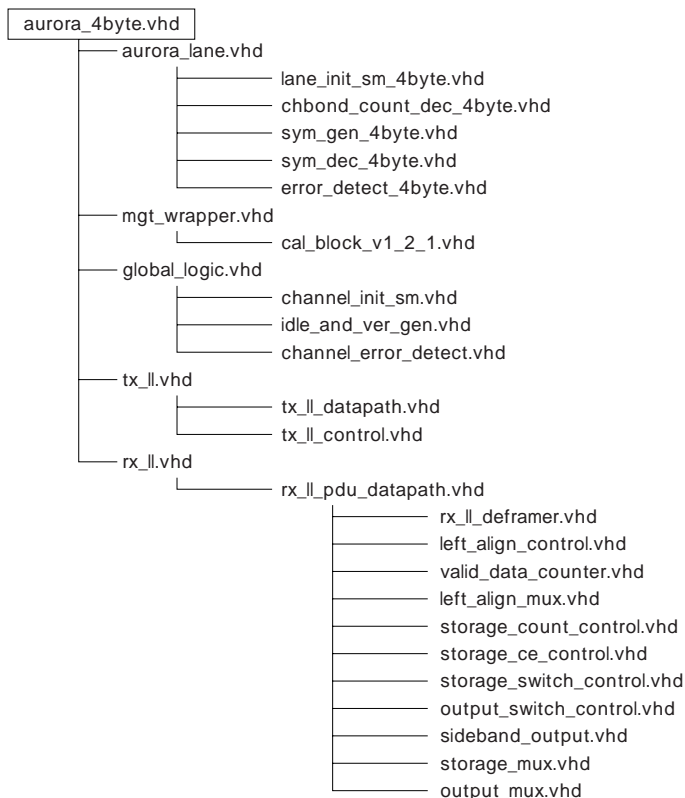 aurora_4byte.vhd
aurora_lane.vhd
lane_init_sm_4byte.vhd
chbond_count_dec_4byte.vhd
sym_gen_4byte.vhd
sym_dec_4byte.vhd
error_detect_4byte.vhd
mgt_wrapper.vhd
cal_block_v1_2_1.vhd
global_logic.vhd
channel_init_sm.vhd
idle_and_ver_gen.vhd
channel_error_detect.vhd
tx_ll.vhd
tx_ll_datapath.vhd
tx_ll_control.vhd
rx_ll.vhd
rx_ll_pdu_datapath.vhd
rx_ll_deframer.vhd
left_align_control.vhd
valid_data_counter.vhd
left_align_mux.vhd
storage_count_control.vhd
storage_ce_control.vhd
storage_switch_control.vhd
output_switch_control.vhd
sideband_output.vhd
storage_mux.vhd
output_mux.vhd